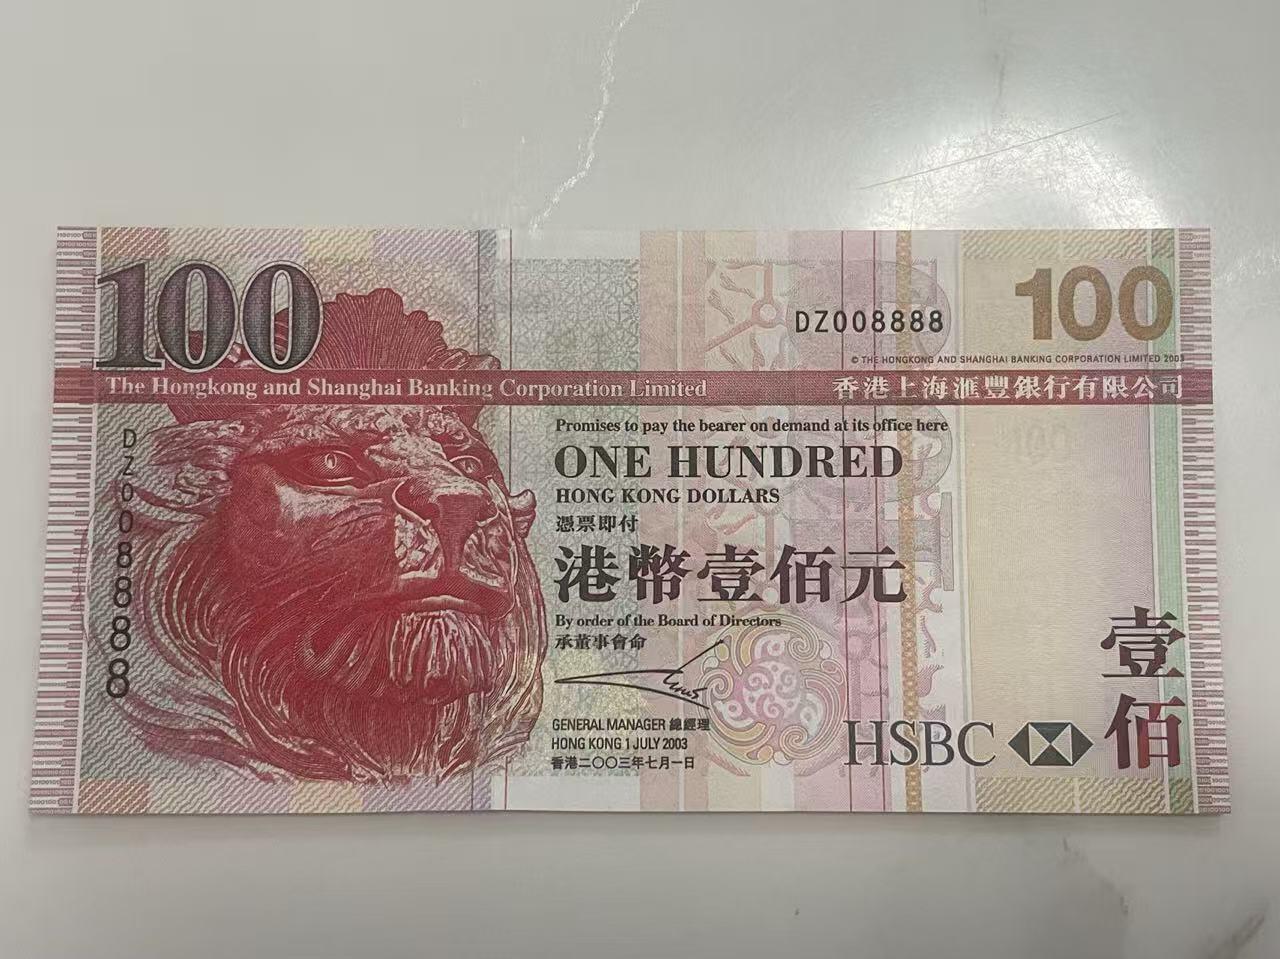 100
DZ008888
100
© THE HONGKONG AND SHANGHAI BANKING CORPORATION LIMITED 2003
The Hongkong and Shanghai Banking Corporation Limited
香港上海滙豐銀行有限公司
DZ008888
Promises to pay the bearer on demand at its office here
ONE HUNDRED
HONG KONG DOLLARS
憑票即付
港幣壹佰元
By order of the Board of Directors
承董事會命
GENERAL MANAGER 總經理
HONG KONG 1 JULY 2003
香港二〇〇三年七月一日
HSBC
壹佰